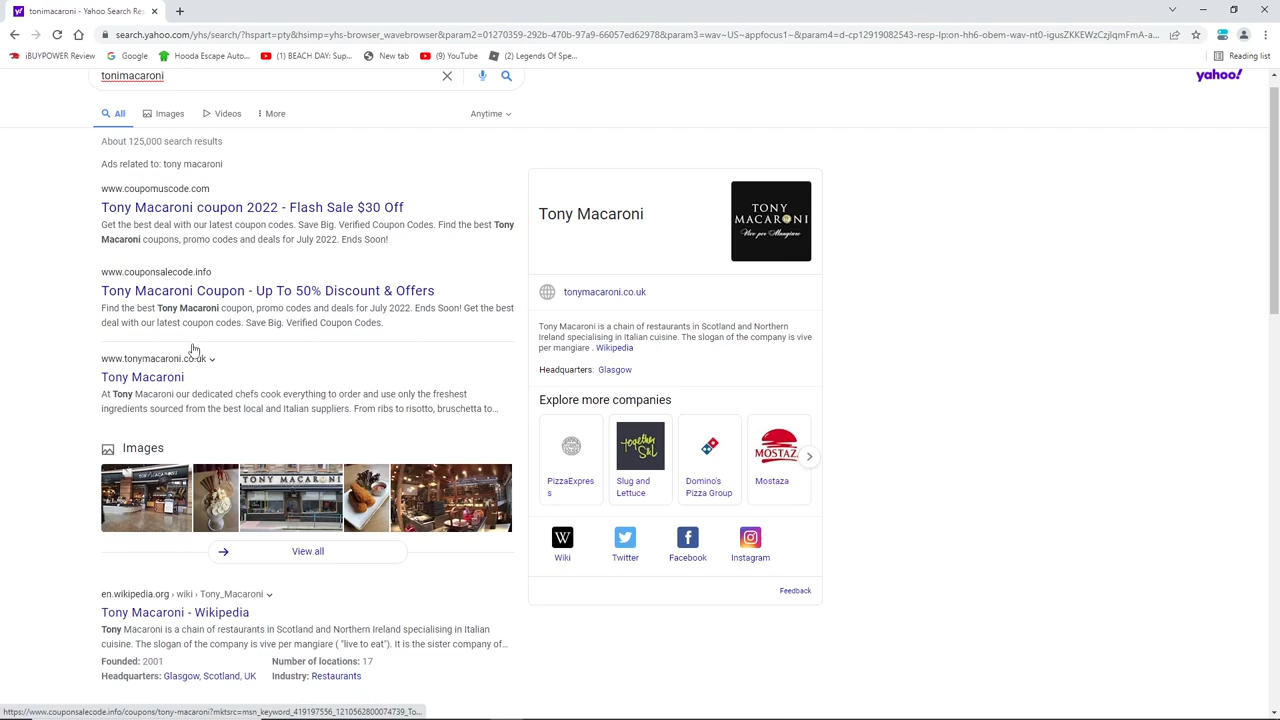 tonimacaroni - Yahoo Search Res
search.yahoo.com/yhs/search/?hspart=pty&hsimp=yhs-browser_wavebrowser&param2=01270359-292b-470b-97a9-66057ed62978&param3=wav~US~appfocus1~&param4=d-cp12919082543-
iBUYPOWER Required
Google
Hooda Escape Auto...
(1) BEACH DAY: Sup...
New tab
(9) YouTube
(2) Legends Of Spe...
Reading list
tonimacaroni
yahoo!
All
Images
Videos
More
Anytime
About 125,000 search results
Ads related to: tony macaroni
www.coupomuscode.com
Tony Macaroni coupon 2022 - Flash Sale $30 Off
Get the best deal with our latest coupon codes. Save Big. Verified Coupon Codes. Find the best Tony
Macaroni coupons, promo codes and deals for July 2022. Ends Soon!
www.couponsalecode.info
Tony Macaroni Coupon - Up To 50% Discount & Offers
Find the best Tony Macaroni coupon, promo codes and deals for July 2022. Ends Soon! Get the best
deal with our latest coupon codes. Save Big. Verified Coupon Codes.
www.tonymacaroni.co.uk
Tony Macaroni
At Tony Macaroni our dedicated chefs cook everything to order and use only the freshest
ingredients sourced from the best local and Italian suppliers. From ribs to risotto, bruschetta to...
Images
TONY MACARONI
View all
en.wikipedia.org › wiki › Tony_Macaroni
Tony Macaroni - Wikipedia
Tony Macaroni is a chain of restaurants in Scotland and Northern Ireland specialising in Italian
cuisine. The slogan of the company is vive per mangiare ( "live to eat"). It is the sister company of...
Founded: 2001
Number of locations: 17
Headquarters: Glasgow, Scotland, UK
Industry: Restaurants
Tony Macaroni
TONY
MACARONI
Vive per Mangiare
tonymacaroni.co.uk
Tony Macaroni is a chain of restaurants in Scotland and Northern
Ireland specialising in Italian cuisine. The slogan of the company is vive
per mangiare . Wikipedia
Headquarters: Glasgow
Explore more companies
together
MOSTAZ
PizzaExpres
s
Slug and
Lettuce
Domino's
Pizza Group
Mostaza
W
Wiki
Twitter
Facebook
Instagram
Feedback
https://www.couponsalecode.info/coupons/tony-macaroni?mktsrc=msn_keyword_419197556_1210562800074739_To...